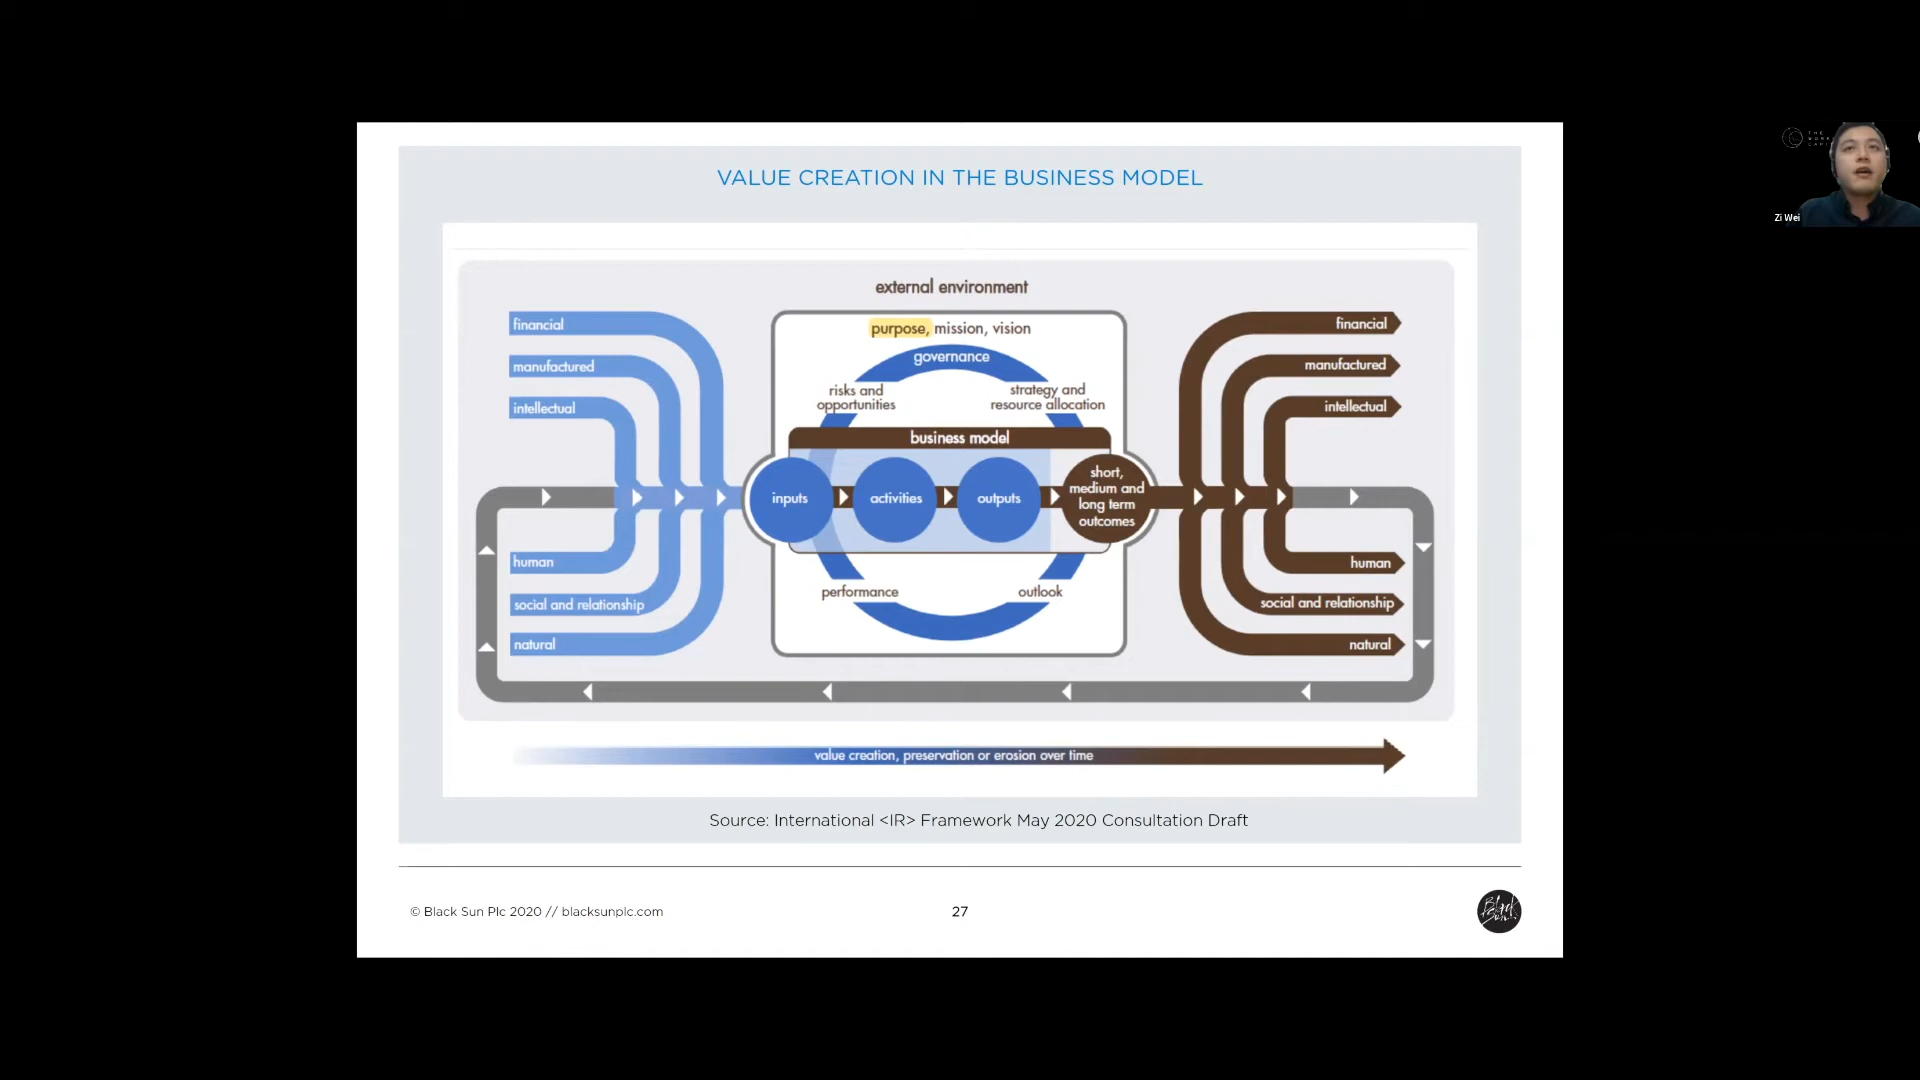 VALUE CREATION IN THE BUSINESS MODEL
external environment
purpose, mission, vision
governance
risks and
opportunities
strategy and
resource allocation
business model
financial
manufactured
intellectual
human
social and relationship
natural
inputs
activities
outputs
short,
medium and
long term
outcomes
performance
outlook
financial
manufactured
intellectual
human
social and relationship
natural
value creation, preservation or erosion over time
Source: International <IR> Framework May 2020 Consultation Draft
© Black Sun Plc 2020 // blacksunplc.com
27
Black
Sun
THE
Zi Wei